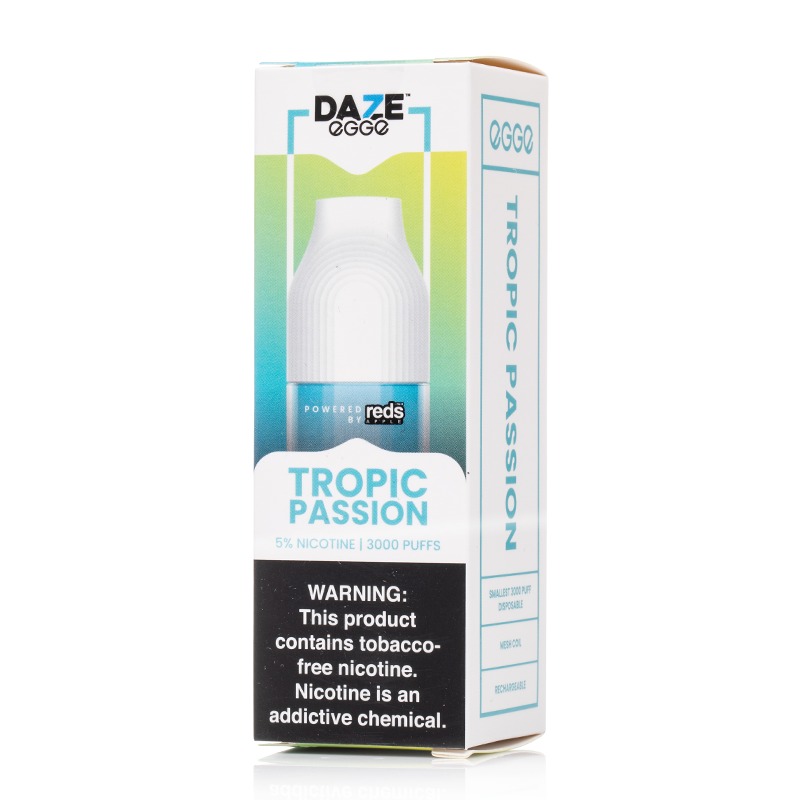 DAZE™
eGGe
POWERED BY reds
APPLE
TROPIC
PASSION
5% NICOTINE | 3000 PUFFS
WARNING:
This product
contains tobacco-
free nicotine.
Nicotine is an
addictive chemical.
eGGe
TROPIC PASSION
SMALLEST 3000 PUFF
DISPOSABLE
MESH COIL
RECHARGEABLE